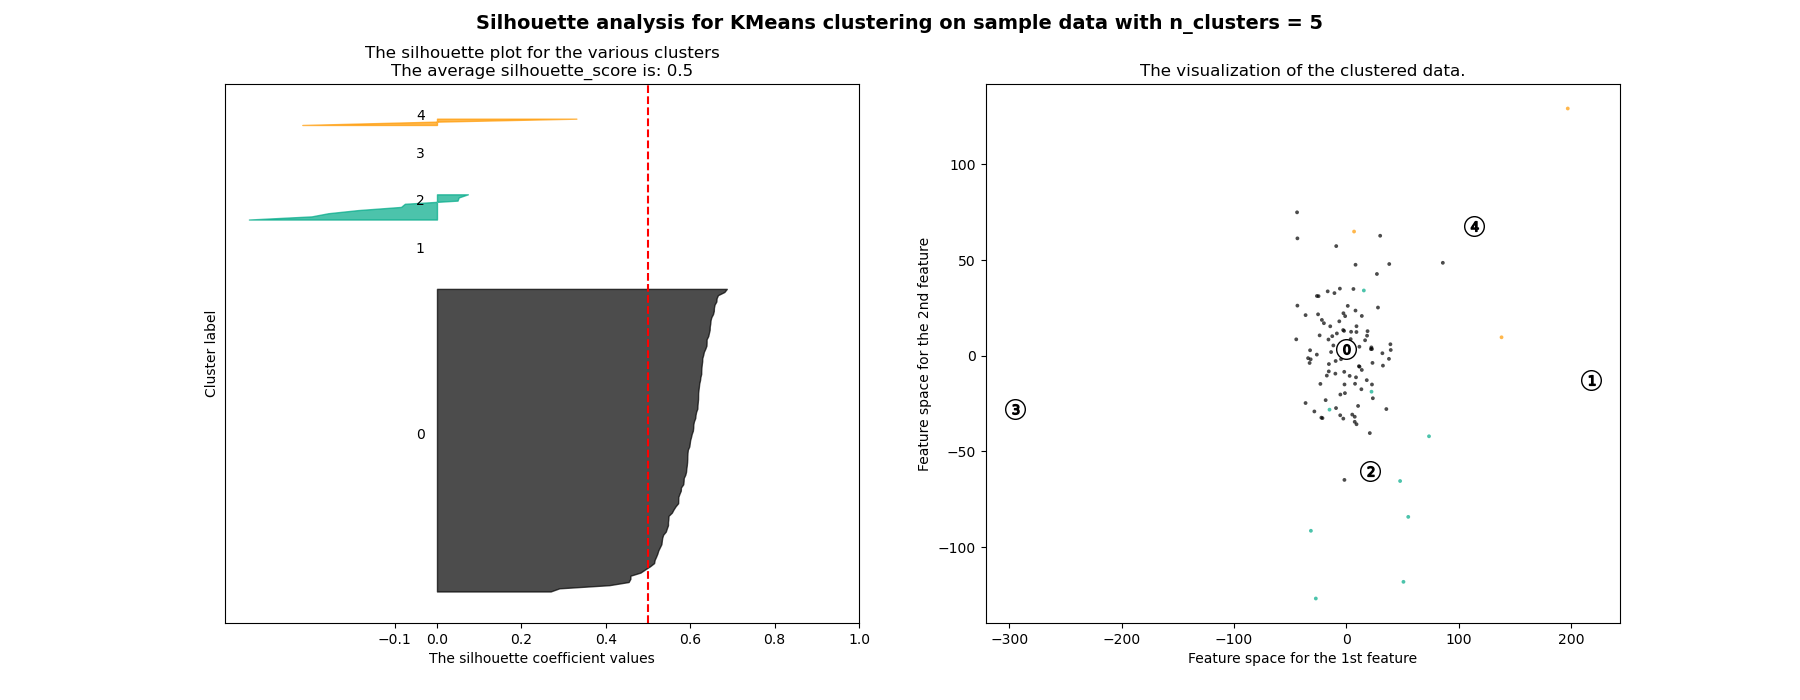 Silhouette analysis for KMeans clustering on sample data with n_clusters = 5
The silhouette plot for the various clusters
The average silhouette_score is: 0.5
4
3
2
1
0
Cluster label
−0.1 0.0 0.2 0.4 0.6 0.8 1.0
The silhouette coefficient values
The visualization of the clustered data.
100
50
0
−50
−100
Feature space for the 2nd feature
4
0
1
3
2
−300 −200 −100 0 100 200
Feature space for the 1st feature